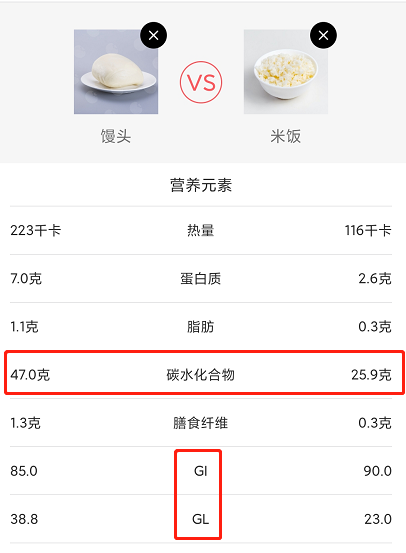 VS
馒头 米饭
营养元素
223千卡 热量 116千卡
7.0克 蛋白质 2.6克
1.1克 脂肪 0.3克
47.0克 碳水化合物 25.9克
1.3克 膳食纤维 0.3克
85.0 GI 90.0
38.8 GL 23.0